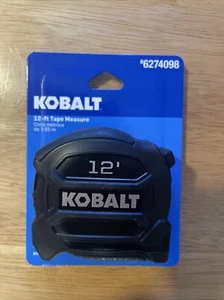 #6274098
KOBALT
12-ft Tape Measure
Cinta métrica
de 3.65 m
12'
KOBALT